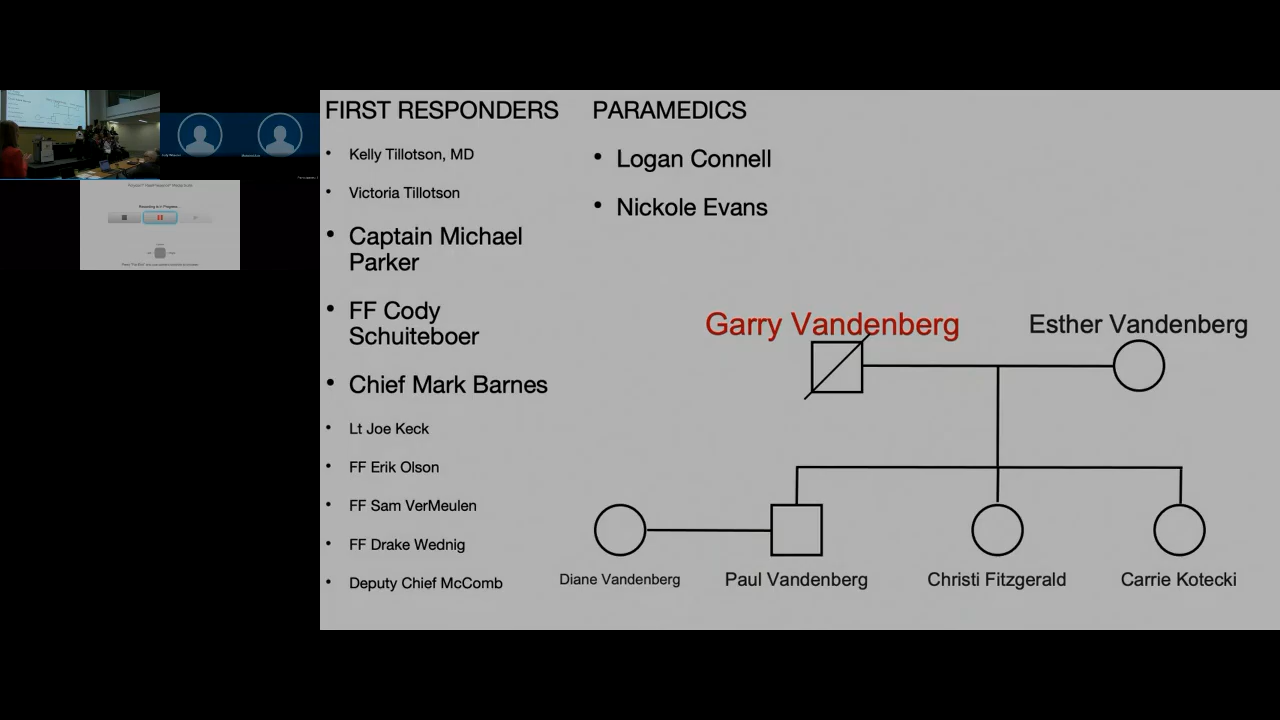 FIRST RESPONDERS
• Kelly Tillotson, MD
• Victoria Tillotson
• Captain Michael
Parker
• FF Cody
Schuiteboer
• Chief Mark Barnes
• Lt Joe Keck
• FF Erik Olson
• FF Sam VerMeulen
• FF Drake Wednig
• Deputy Chief McComb
PARAMEDICS
• Logan Connell
• Nickole Evans
Garry Vandenberg
Esther Vandenberg
Diane Vandenberg
Paul Vandenberg
Christi Fitzgerald
Carrie Kotecki